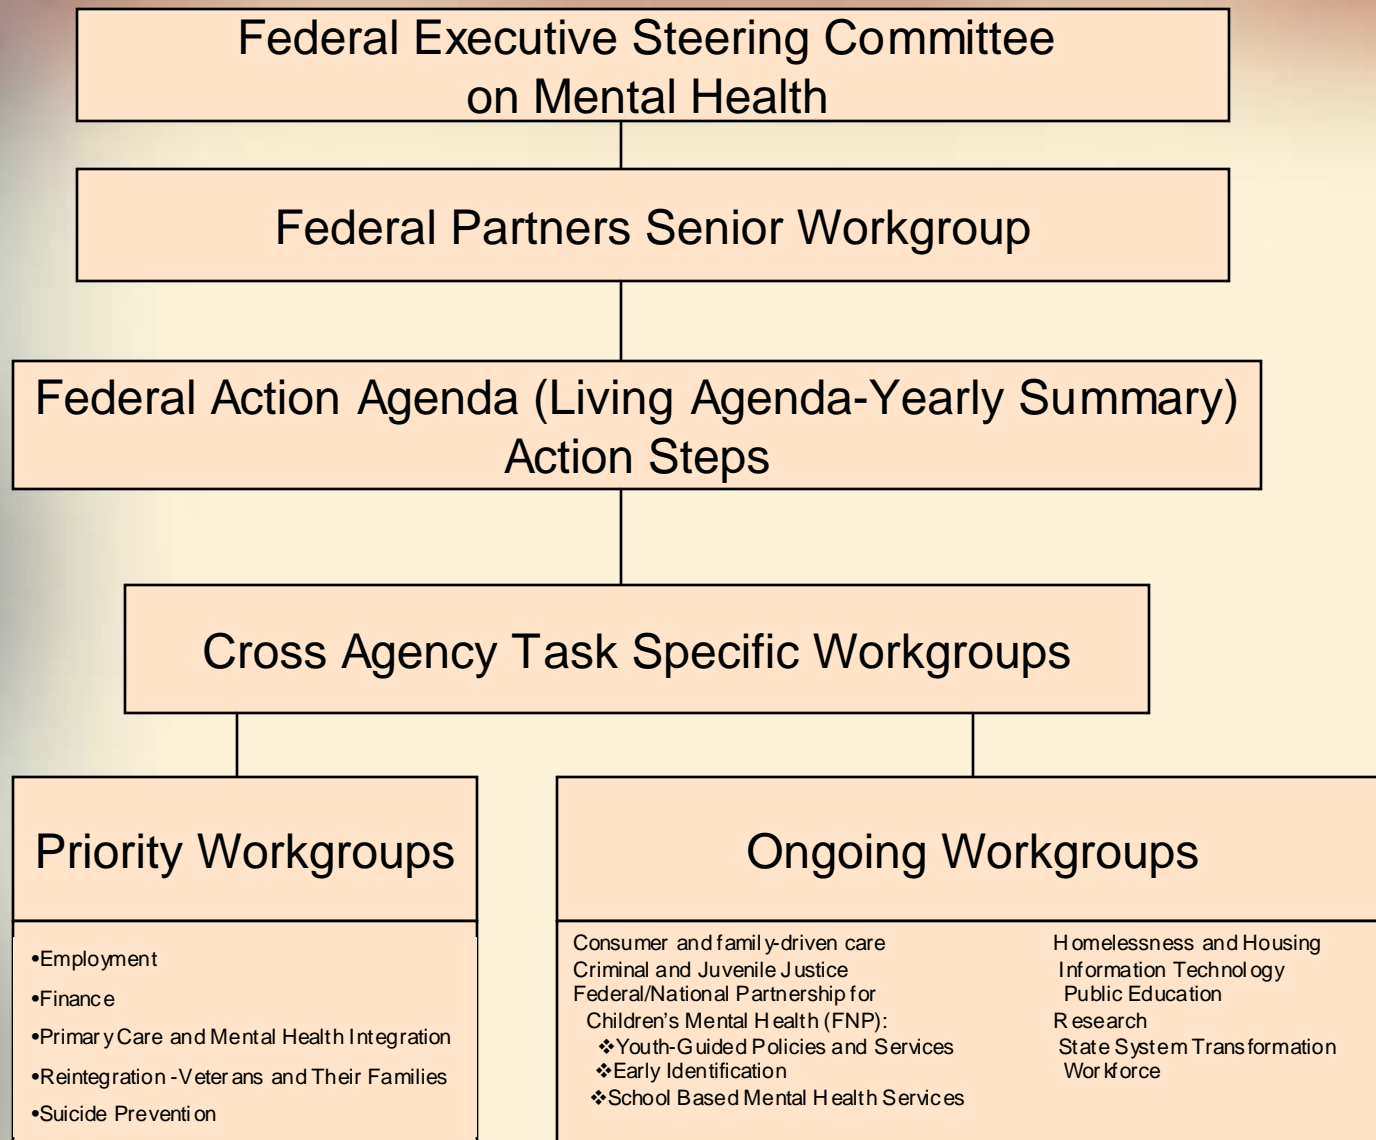 Federal Executive Steering Committee
on Mental Health
Federal Partners Senior Workgroup
Federal Action Agenda (Living Agenda-Yearly Summary)
Action Steps
Cross Agency Task Specific Workgroups
Priority Workgroups
•Employment
•Finance
•Primary Care and Mental Health Integration
•Reintegration -Veterans and Their Families
•Suicide Prevention
Ongoing Workgroups
Consumer and family-driven care
Criminal and Juvenile Justice
Federal/National Partnership for
Children’s Mental Health (FNP):
❖Youth-Guided Policies and Services
❖Early Identification
❖School Based Mental Health Services
Homelessness and Housing
Information Technology
Public Education
Research
State System Transformation
Workforce